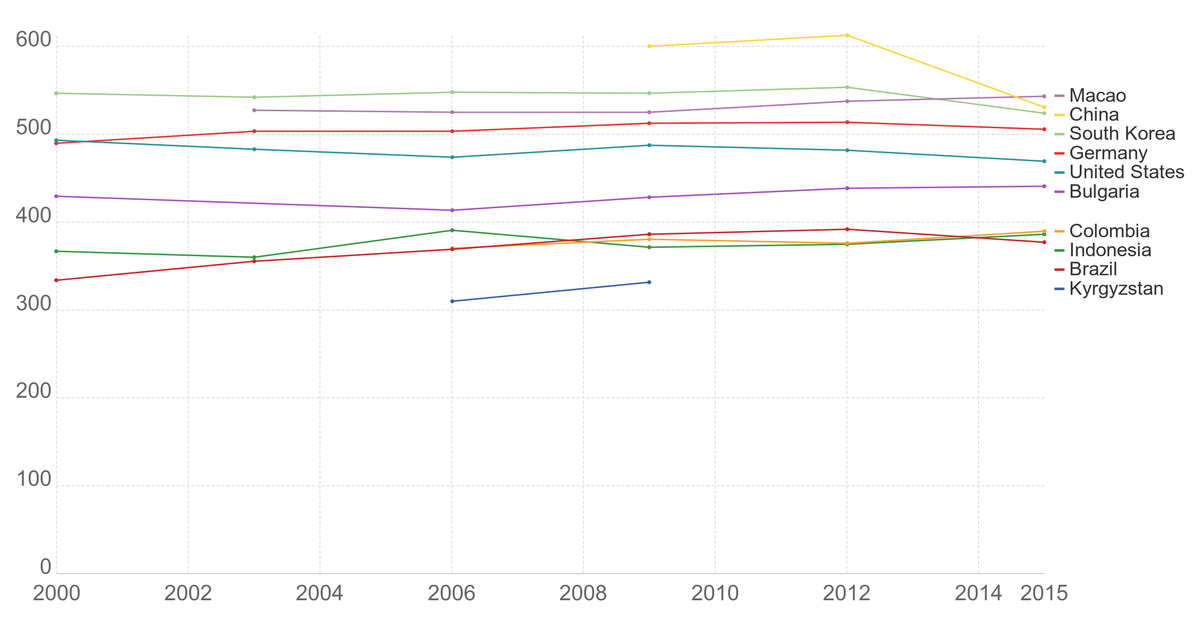 600
500
400
300
200
100
0
2000 2002 2004 2006 2008 2010 2012 2014 2015
Macao
China
South Korea
Germany
United States
Bulgaria
Colombia
Indonesia
Brazil
Kyrgyzstan